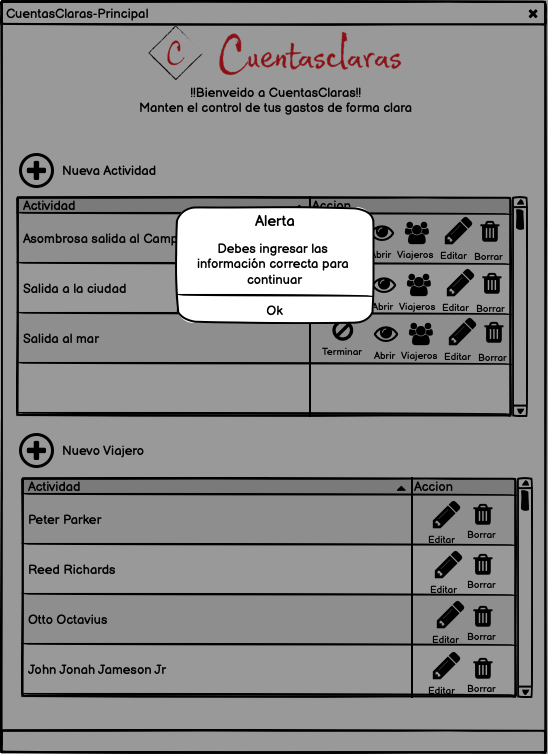 CuentasClaras-Principal
C Cuentasclaras
!!Bienveido a CuentasClaras!!
Manten el control de tus gastos de forma clara
Nueva Actividad
Actividad Accion
Alerta
Debes ingresar las
información correcta para
continuar
Ok
Asombrosa salida al Camp
Abrir Viajeros Editar Borrar
Salida a la ciudad
Abrir Viajeros Editar Borrar
Salida al mar
Terminar Abrir Viajeros Editar Borrar
Nuevo Viajero
Actividad Accion
Peter Parker
Editar Borrar
Reed Richards
Editar Borrar
Otto Octavius
Editar Borrar
John Jonah Jameson Jr
Editar Borrar